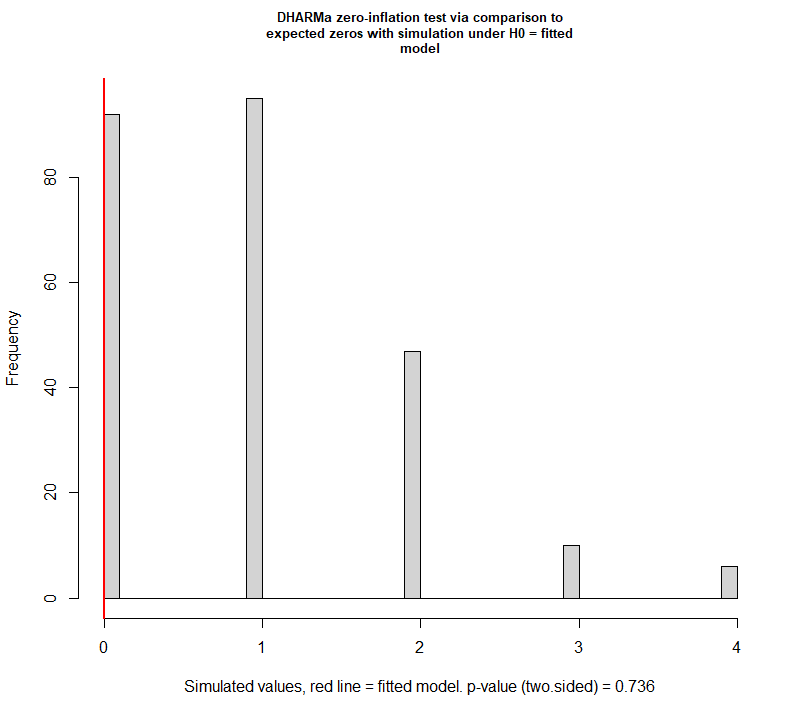 DHARMa zero-inflation test via comparison to
expected zeros with simulation under H0 = fitted
model
Frequency
80
60
40
20
0
0 1 2 3 4
Simulated values, red line = fitted model. p-value (two.sided) = 0.736